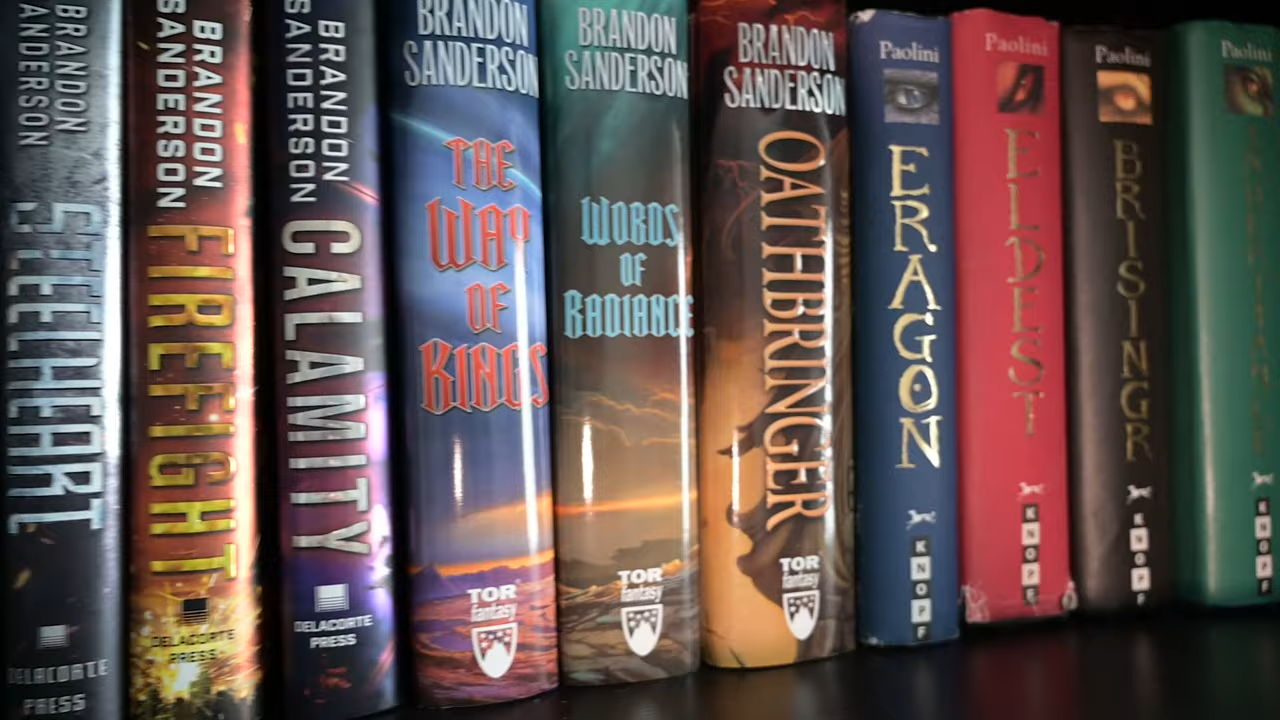 BRANDON
SANDERSON
STEELHEART
DELACORTE
PRESS
BRANDON
SANDERSON
FIREFIGHT
DELACORTE
PRESS
BRANDON
SANDERSON
CALAMITY
DELACORTE
PRESS
BRANDON
SANDERSON
THE
WAY
OF
KINGS
TOR
fantasy
BRANDON
SANDERSON
WORDS
OF
RADIANCE
TOR
fantasy
BRANDON
SANDERSON
OATHBRINGER
TOR
fantasy
Paolini
ERAGON
KNOPF
Paolini
ELDEST
KNOPF
Paolini
BRISINGR
KNOPF
Paolini
KNOPF